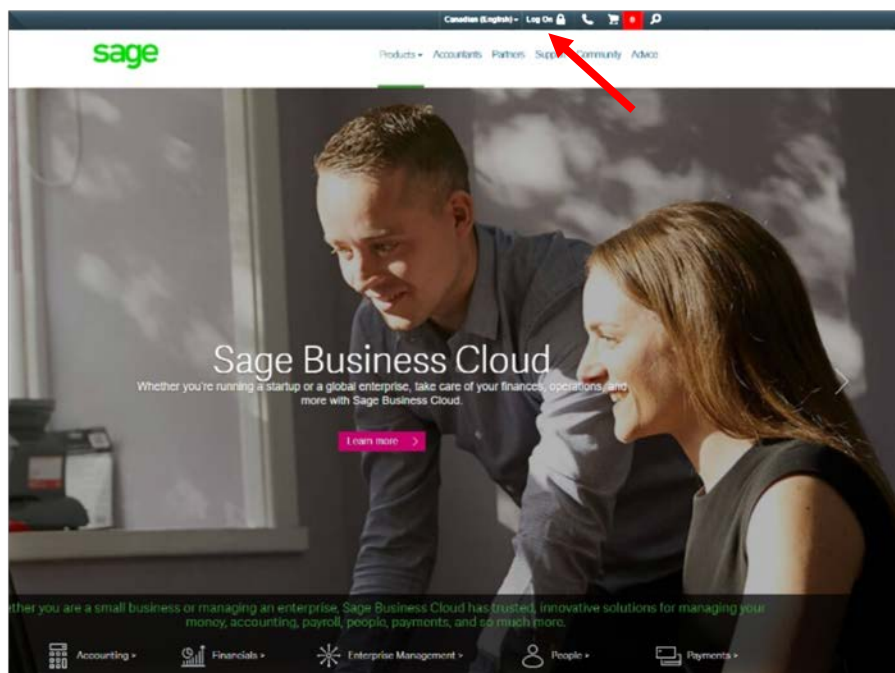 Canadian (English) Log On 0
sage
Products Accountants Partners Support Community Advice
Sage Business Cloud
Whether you're running a startup or a global enterprise, take care of your finances, operations, and
more with Sage Business Cloud.
Learn more >
ther you are a small business or managing an enterprise, Sage Business Cloud has trusted, innovative solutions for managing your
money, accounting, payroll, people, payments, and so much more.
Accounting > Financials > Enterprise Management > People > Payments >